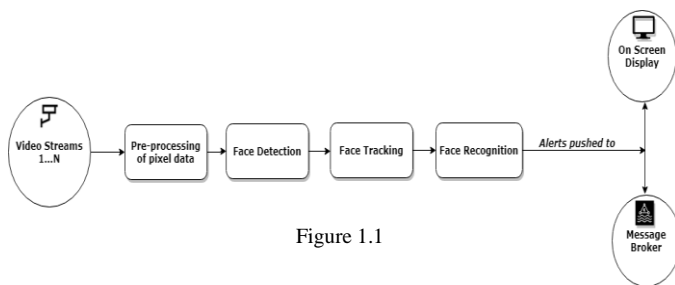 Video Streams
1...N
Pre-processing
of pixel data
Face Detection
Face Tracking
Face Recognition
Alerts pushed to
On Screen
Display
Message
Broker
Figure 1.1